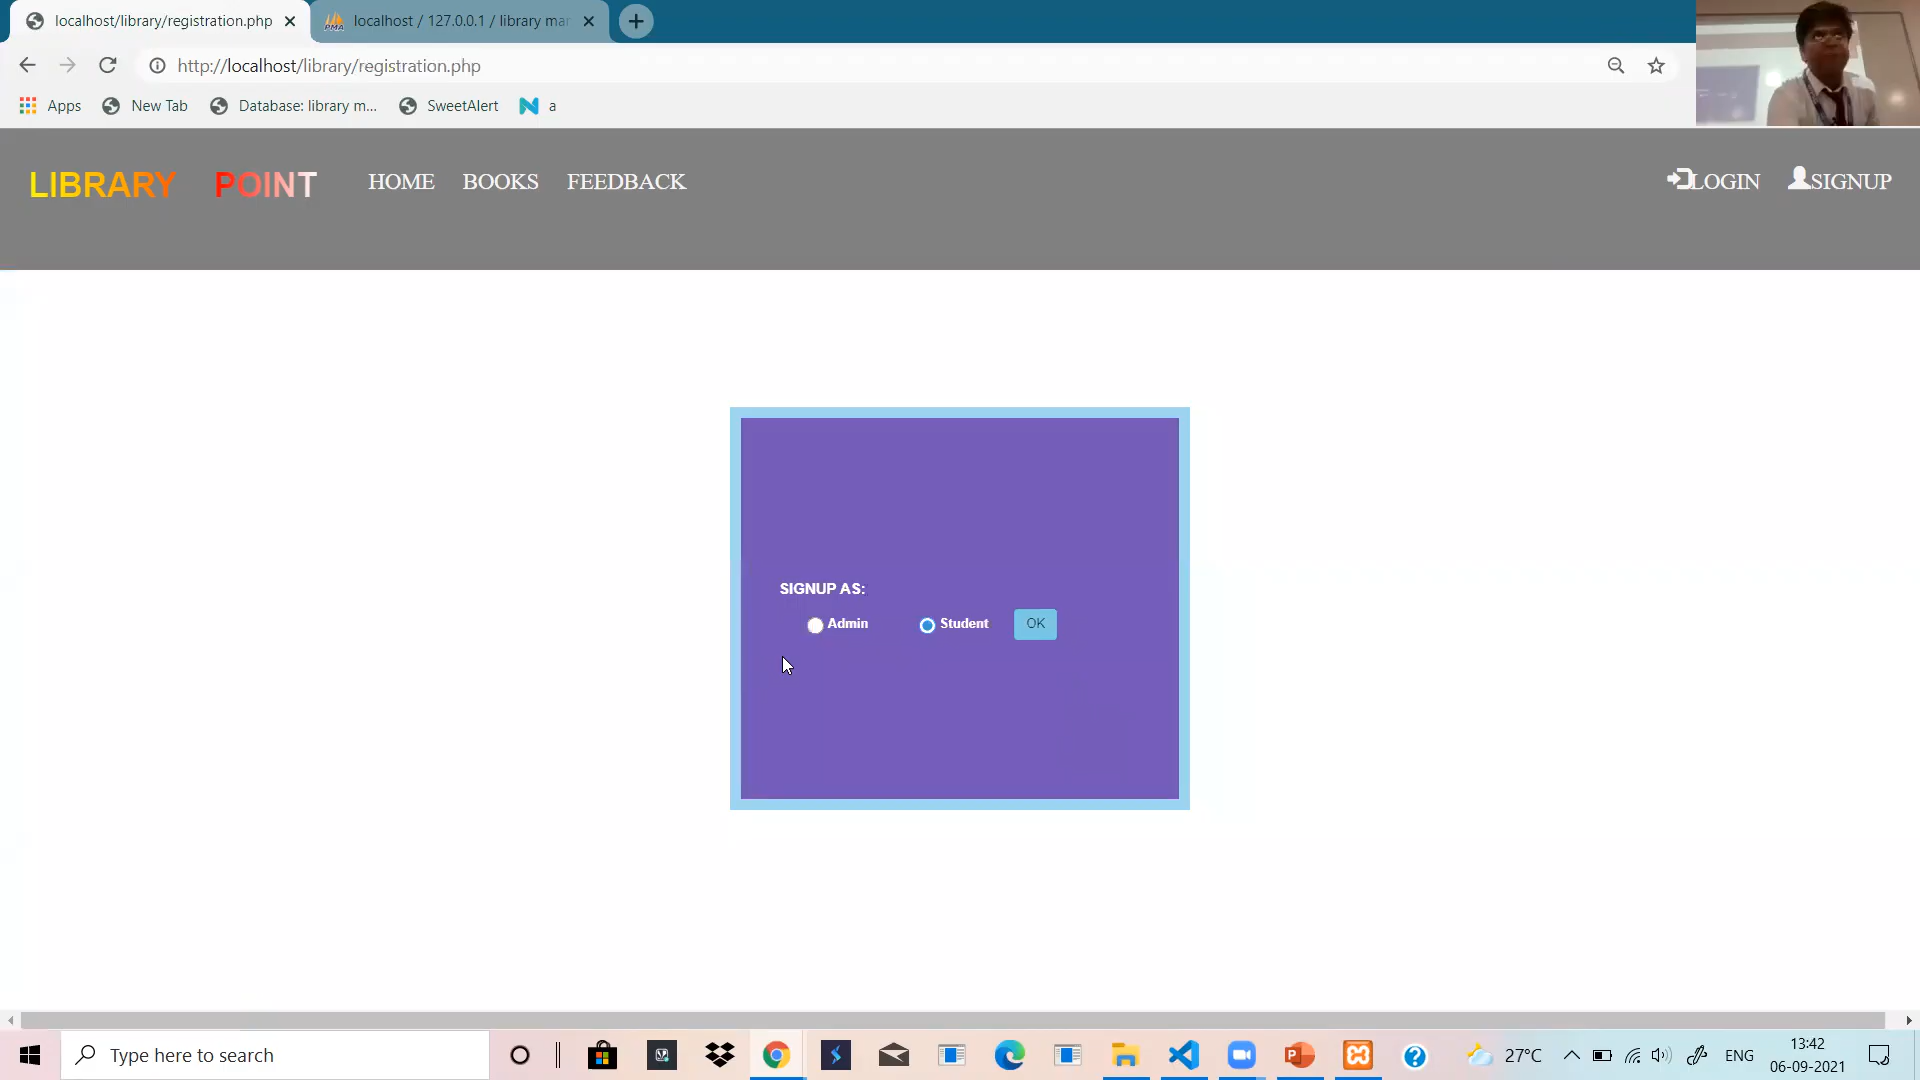 localhost/library/registration.php
localhost / 127.0.0.1 / library mar
http://localhost/library/registration.php
Apps New Tab Database: library m... SweetAlert a
LIBRARY POINT HOME BOOKS FEEDBACK LOGIN SIGNUP
SIGNUP AS:
Admin Student OK
Type here to search
27°C ENG
13:42
06-09-2021